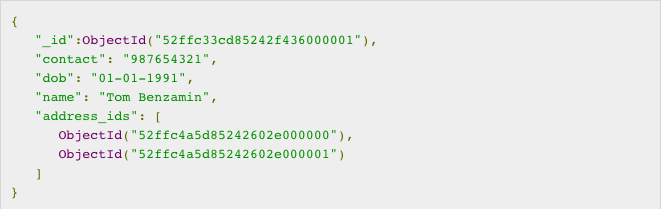 {
"_id":ObjectId("52ffc33cd85242f436000001"),
"contact": "987654321",
"dob": "01-01-1991",
"name": "Tom Benzamin",
"address_ids": [
ObjectId("52ffc4a5d85242602e000000"),
ObjectId("52ffc4a5d85242602e000001")
]
}